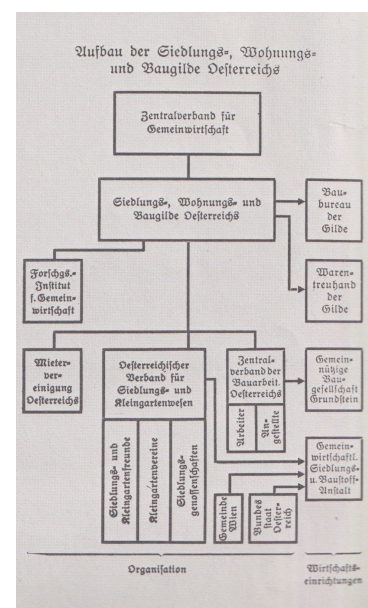 Aufbau der Siedlungs-, Wohnungs-
und Baugilde Oesterreichs
Zentralverband für
Gemeinwirtschaft
Siedlungs-, Wohnungs- und
Baugilde Oesterreichs
Bau-
bureau
der
Gilde
Forschgs.-
Institut
f. Gemein-
wirtschaft
Waren-
treuhand
der
Gilde
Mieter-
ver-
einigung
Oesterreichs
Oesterreichischer
Verband für
Siedlungs- und
Kleingartenwesen
Siedlungs- und
Kleingartenfreunde
Kleingartenvereine
Siedlungs-
genossenschaften
Zentral-
verband der
Bauarbeit.
Oesterreichs
Arbeiter
An-
gestellte
Gemein-
nützige
Bau-
gesellschaft
Grundstein
Gemein-
wirtschaftl.
Siedlungs-
u. Baustoff-
Anstalt
Gemeinde
Wien
Bundes
staat
Oester-
reich
Organisation
Wirtschafts-
einrichtungen